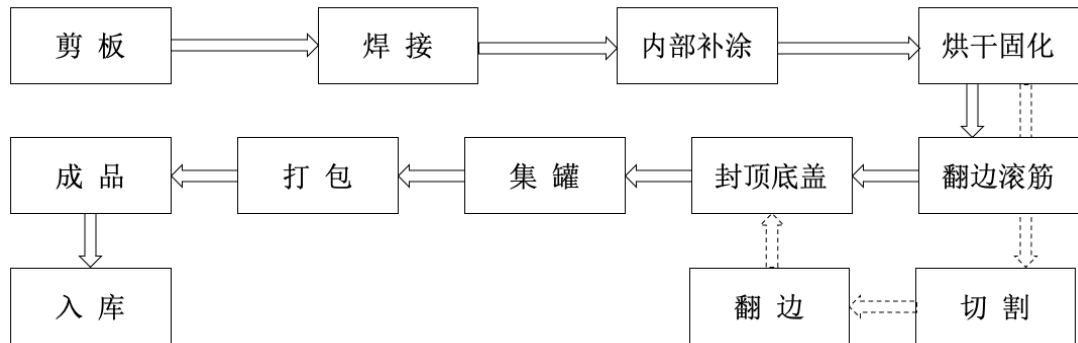 剪 板
焊 接
内部补涂
烘干固化
成 品
打 包
集 罐
封顶底盖
翻边滚筋
入 库
翻 边
切 割